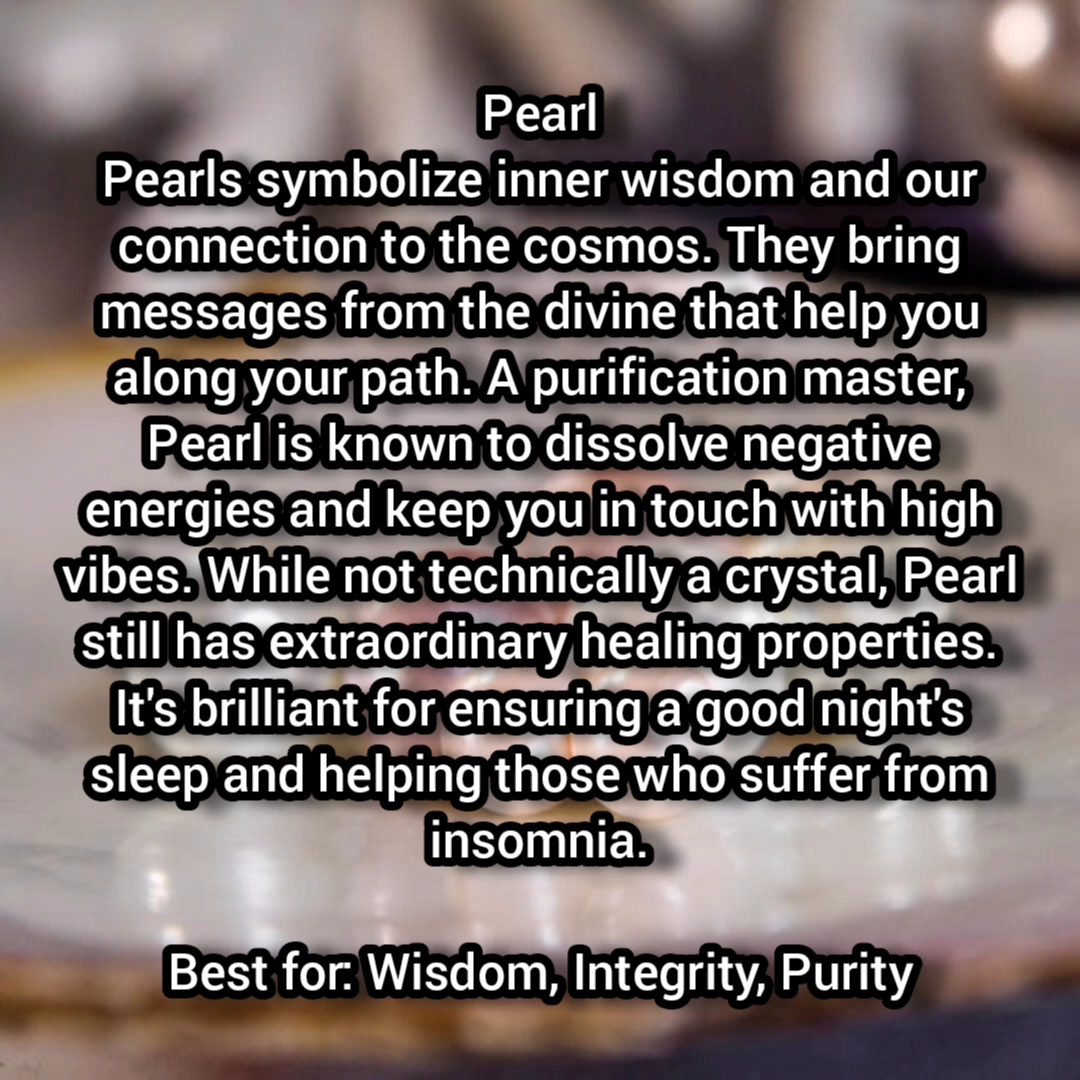 Pearl
Pearls symbolize inner wisdom and our
connection to the cosmos. They bring
messages from the divine that help you
along your path. A purification master,
Pearl is known to dissolve negative
energies and keep you in touch with high
vibes. While not technically a crystal, Pearl
still has extraordinary healing properties.
It's brilliant for ensuring a good night's
sleep and helping those who suffer from
insomnia.
Best for: Wisdom, Integrity, Purity